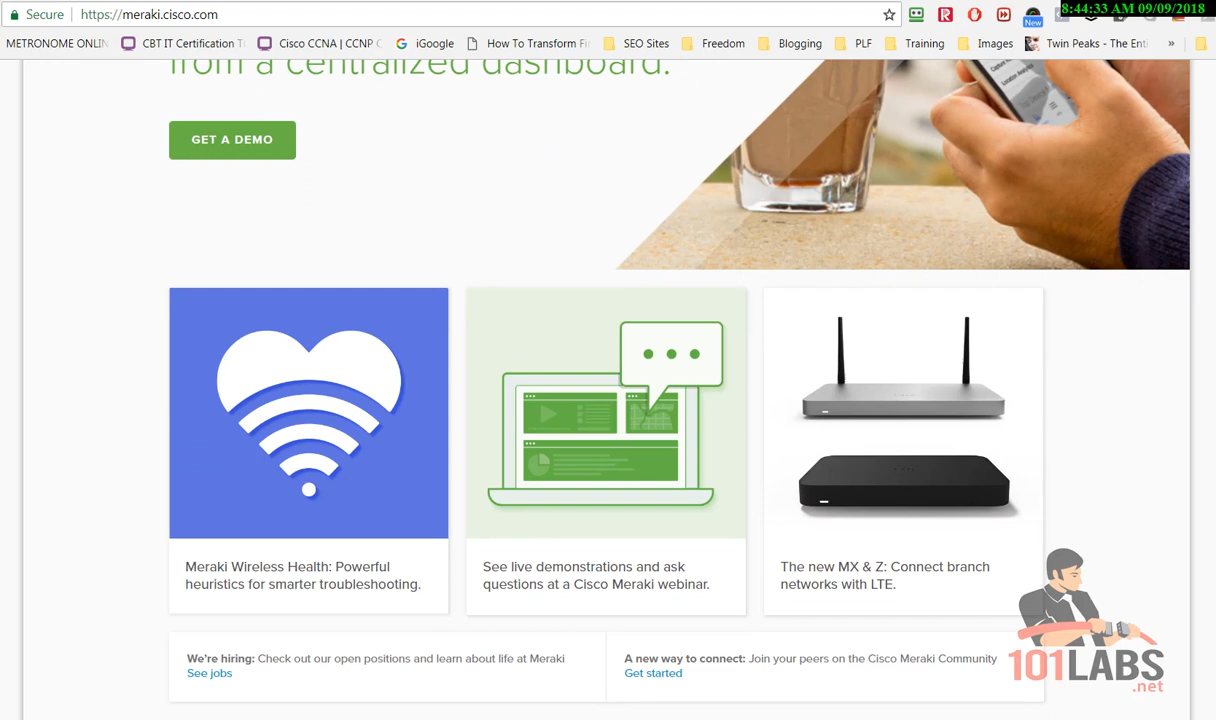 Secure https://meraki.cisco.com
8:44:33 AM 09/09/2018
New
METRONOME ONLIN CBT IT Certification Tr Cisco CCNA | CCNP iGoogle How To Transform Fi SEO Sites Freedom Blogging PLF Training Images Twin Peaks - The Ent »
from a centralized dashboard.
GET A DEMO
Meraki Wireless Health: Powerful
heuristics for smarter troubleshooting.
See live demonstrations and ask
questions at a Cisco Meraki webinar.
The new MX & Z: Connect branch
networks with LTE.
We're hiring: Check out our open positions and learn about life at Meraki
See jobs
A new way to connect: Join your peers on the Cisco Meraki Community
Get started
101LABS
.net